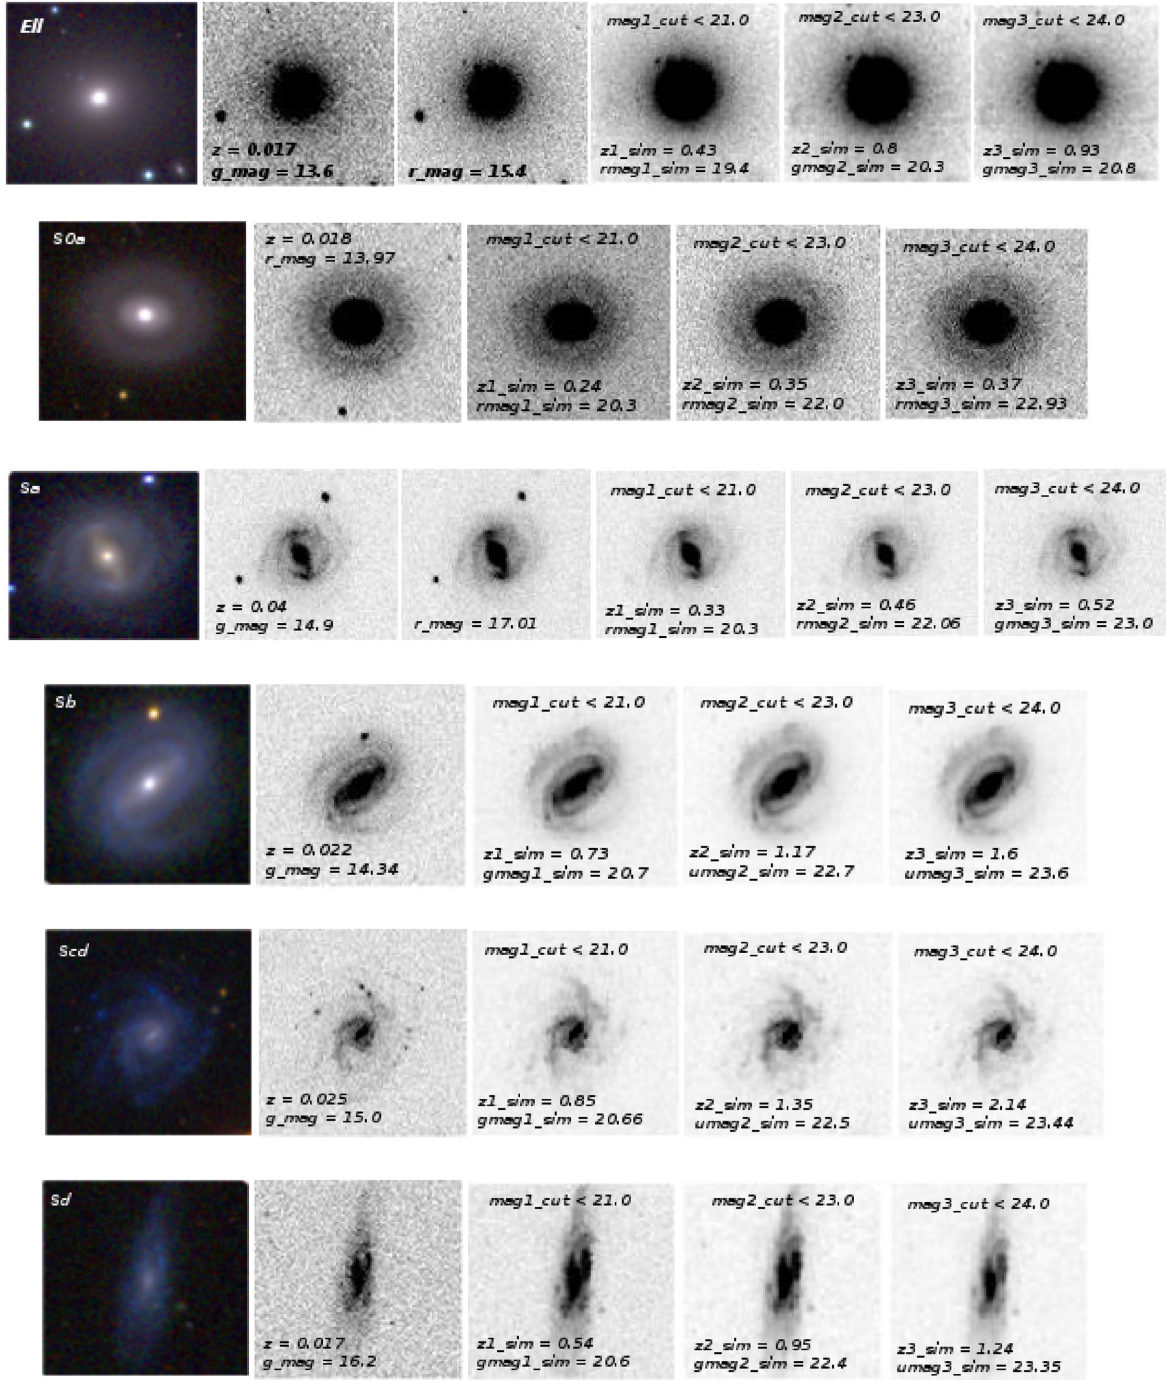 Ell
z = 0.017
g_mag = 13.6
r_mag = 15.4
mag1_cut < 21.0
z1_sim = 0.43
rmag1_sim = 19.4
mag2_cut < 23.0
z2_sim = 0.8
gmag2_sim = 20.3
mag3_cut < 24.0
z3_sim = 0.93
gmag3_sim = 20.8
S0a
z = 0.018
r_mag = 13.97
mag1_cut < 21.0
z1_sim = 0.24
rmag1_sim = 20.3
mag2_cut < 23.0
z2_sim = 0.35
rmag2_sim = 22.0
mag3_cut < 24.0
z3_sim = 0.37
rmag3_sim = 22.93
Sa
z = 0.04
g_mag = 14.9
r_mag = 17.01
mag1_cut < 21.0
z1_sim = 0.33
rmag1_sim = 20.3
mag2_cut < 23.0
z2_sim = 0.46
rmag2_sim = 22.06
mag3_cut < 24.0
z3_sim = 0.52
gmag3_sim = 23.0
Sb
z = 0.022
g_mag = 14.34
mag1_cut < 21.0
z1_sim = 0.73
gmag1_sim = 20.7
mag2_cut < 23.0
z2_sim = 1.17
umag2_sim = 22.7
mag3_cut < 24.0
z3_sim = 1.6
umag3_sim = 23.6
Scd
z = 0.025
g_mag = 15.0
mag1_cut < 21.0
z1_sim = 0.85
gmag1_sim = 20.66
mag2_cut < 23.0
z2_sim = 1.35
umag2_sim = 22.5
mag3_cut < 24.0
z3_sim = 2.14
umag3_sim = 23.44
Sd
z = 0.017
g_mag = 16.2
mag1_cut < 21.0
z1_sim = 0.54
gmag1_sim = 20.6
mag2_cut < 23.0
z2_sim = 0.95
gmag2_sim = 22.4
mag3_cut < 24.0
z3_sim = 1.24
umag3_sim = 23.35